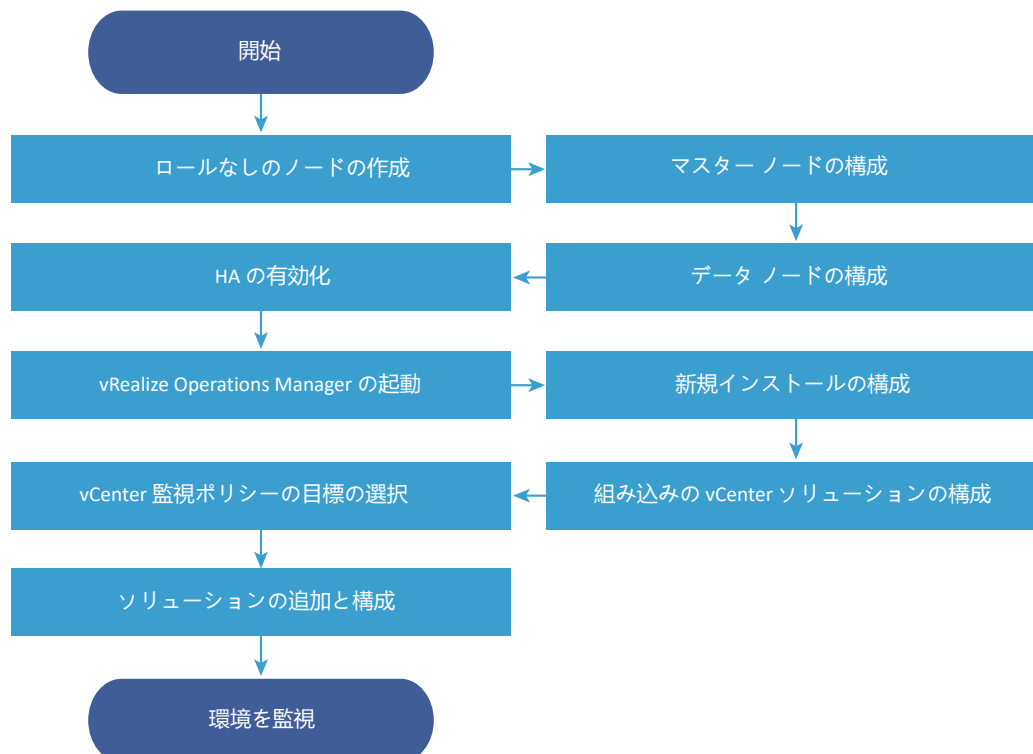 開始
ロールなしのノードの作成
マスター ノードの構成
データ ノードの構成
HA の有効化
vRealize Operations Manager の起動
新規インストールの構成
組み込みの vCenter ソリューションの構成
vCenter 監視ポリシーの目標の選択
ソリューションの追加と構成
環境を監視